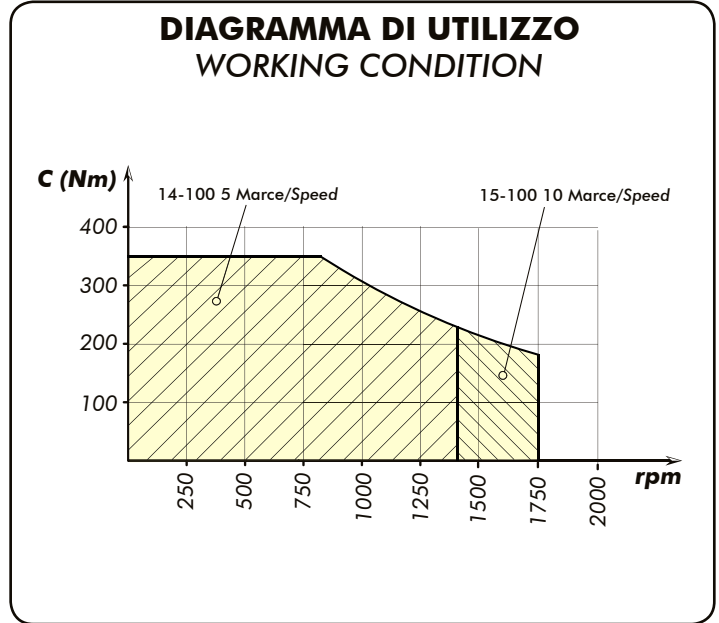 DIAGRAMMA DI UTILIZZO
WORKING CONDITION
C (Nm)
14-100 5 Marce/Speed
15-100 10 Marce/Speed
400
300
200
100
250
500
750
1000
1250
1500
1750
2000
rpm